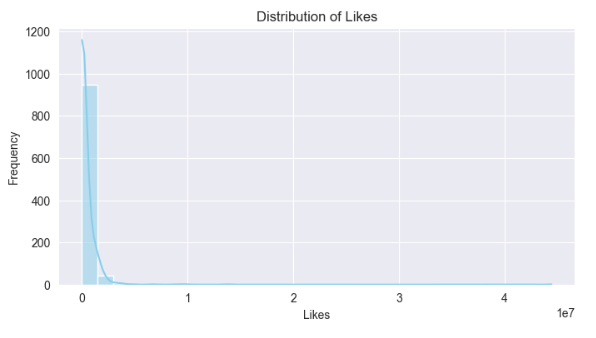 Distribution of Likes
1200
1000
800
600
400
200
0
Frequency
0 1 2 3 4
1e7
Likes